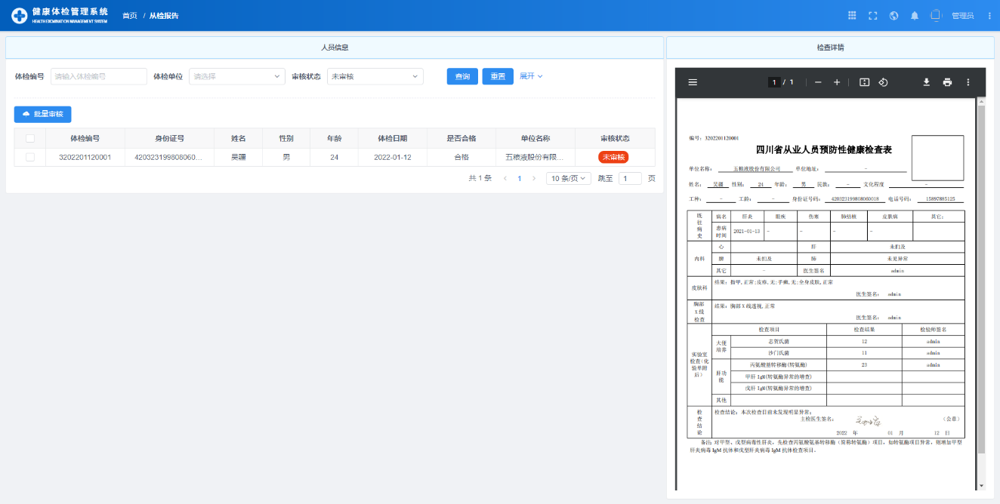 健康体检管理系统
HEALTH EXCMINATION MANAGEMENT SYSTEM
首页 / 从检报告
管理员
人员信息
检查详情
体检编号 请输入体检编号 体检单位 请选择 审核状态 未审核 查询 重置 展开
批量审核
体检编号 身份证号 姓名 性别 年龄 体检日期 是否合格 单位名称 审核状态
3202201120001 420323199808060... 吴疆 男 24 2022-01-12 合格 五粮液股份有限... 未审核
共 1 条 1 10 条/页 跳至 1 页
1 / 1
编号: 3202201120001
四川省从业人员预防性健康检查表
单位名称: 五粮液股份有限公司 单位地址: -
姓名: 吴疆 性别: 24 年龄: 男 民族: - 文化程度 -
工种: - 工龄: - 身份证号码: 420323199808060018 电话号码: 15897885125
既往病史 病名 肝炎 眼疾 伤寒 肺结核 皮肤病 其它:
患病时间 2021-01-13 - - - -
内科 心 肝 未扪及
脾 未扪及 肺 未见异常
其它 - 医生签名 admin
皮肤科 结果: 指甲,正常;皮疹,无;手癣,无;全身皮肤,正常
医生签名: admin
胸部X线检查 结果: 胸部X线透视,正常
医生签名: admin
实验室检查(化验单附后) 检查项目 检查结果 检验师签名
大便培养 志贺氏菌 12 admin
沙门氏菌 11 admin
肝功能 丙氨酸基转移酶(转氨酶) 23 admin
甲肝 IgM(转氨酶异常的增查)
戊肝 IgM(转氨酶异常的增查)
其他
检查结论 检查结论: 本次检查目前未发现明显异常;
主检医生签名: (公章)
2022 年 01 月 12 日
备注: 对甲型、戊型病毒性肝炎, 先检查丙氨酸氨基转移酶 (简称转氨酶) 项目, 如转氨酶项目异常, 则增加甲型
肝炎病毒 IgM 抗体和戊型肝炎病毒 IgM 抗体检查项目。